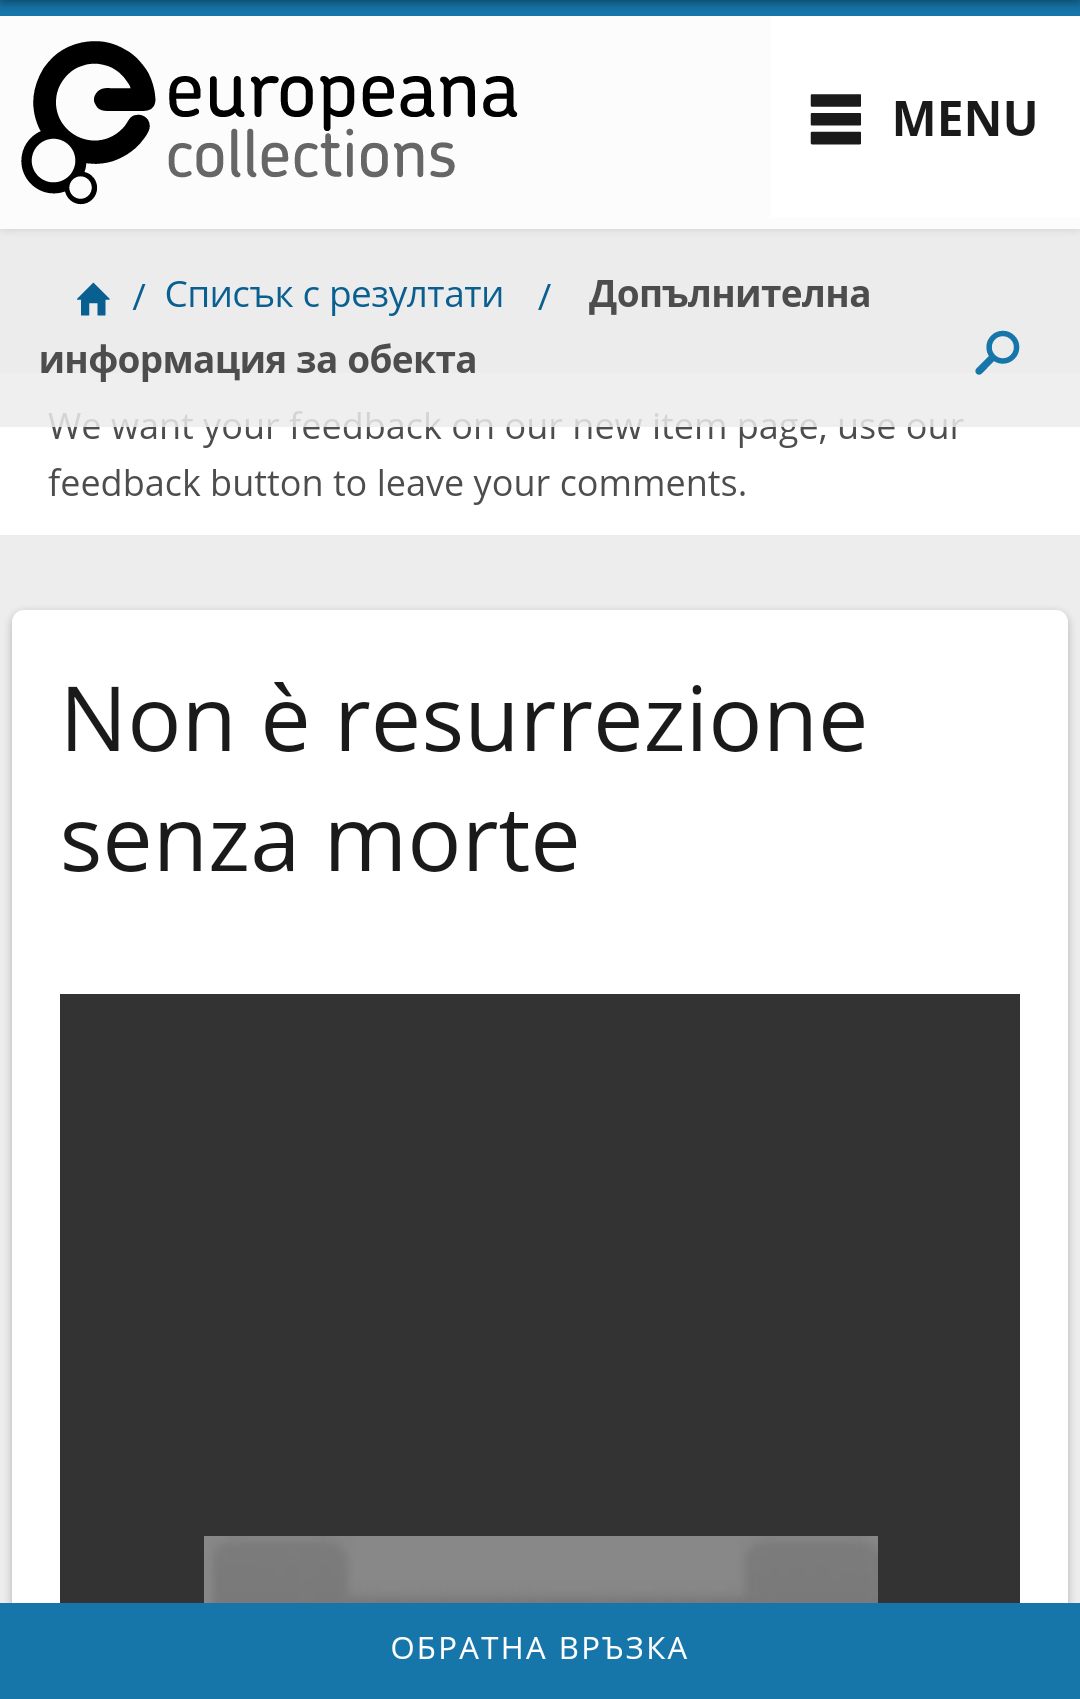 europeana
collections
MENU
/ Списък с резултати / Допълнителна
информация за обекта
We want your feedback on our new item page, use our
feedback button to leave your comments.
Non è resurrezione
senza morte
ОБРАТНА ВРЪЗКА